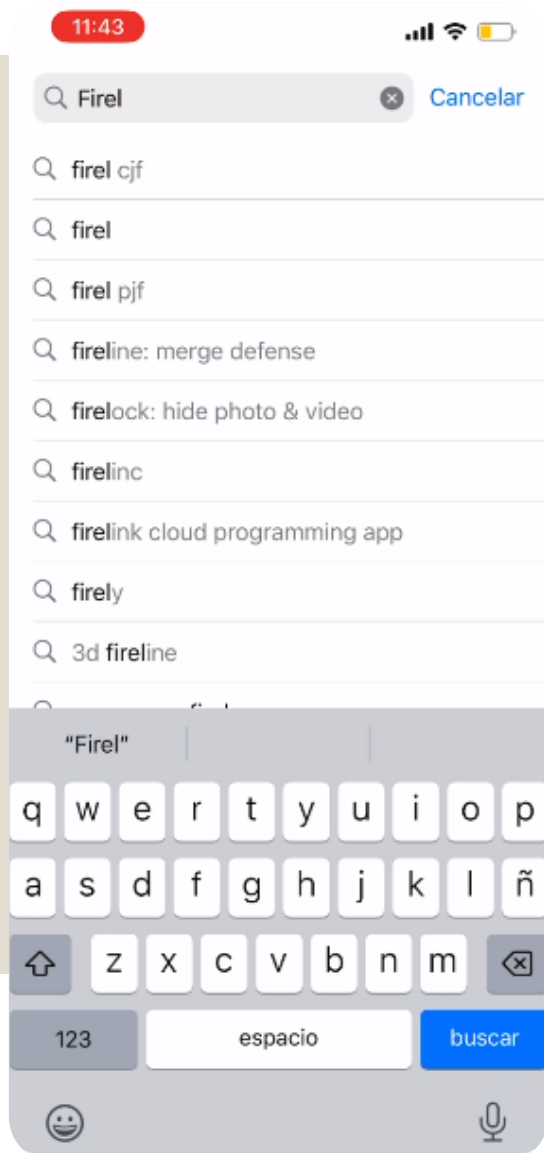 11:43
Firel Cancelar
firel cjf
firel
firel pjf
fireline: merge defense
firelock: hide photo & video
firelinc
firelink cloud programming app
firely
3d fireline
"Firel"
q w e r t y u i o p
a s d f g h j k l ñ
z x c v b n m
123 espacio buscar